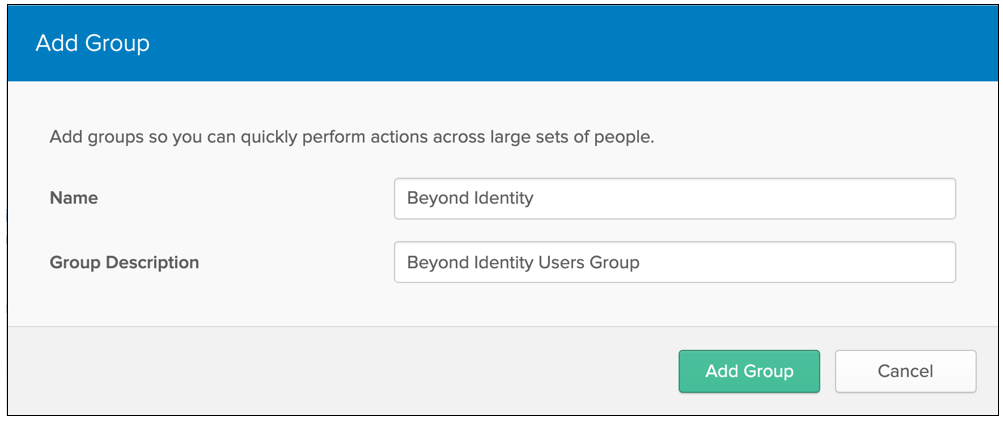 Add Group
Add groups so you can quickly perform actions across large sets of people.
Name
Beyond Identity
Group Description
Beyond Identity Users Group
Add Group
Cancel